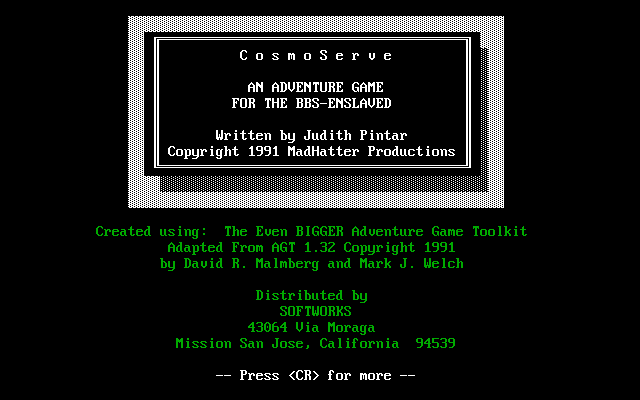 C o s m o S e r v e
AN ADVENTURE GAME
FOR THE BBS-ENSLAVED
Written by Judith Pintar
Copyright 1991 MadHatter Productions
Created using:  The Even BIGGER Adventure Game Toolkit
Adapted From AGT 1.32 Copyright 1991
by David R. Malmberg and Mark J. Welch
Distributed by
SOFTWORKS
43064 Via Moraga
Mission San Jose, California  94539
-- Press <CR> for more --